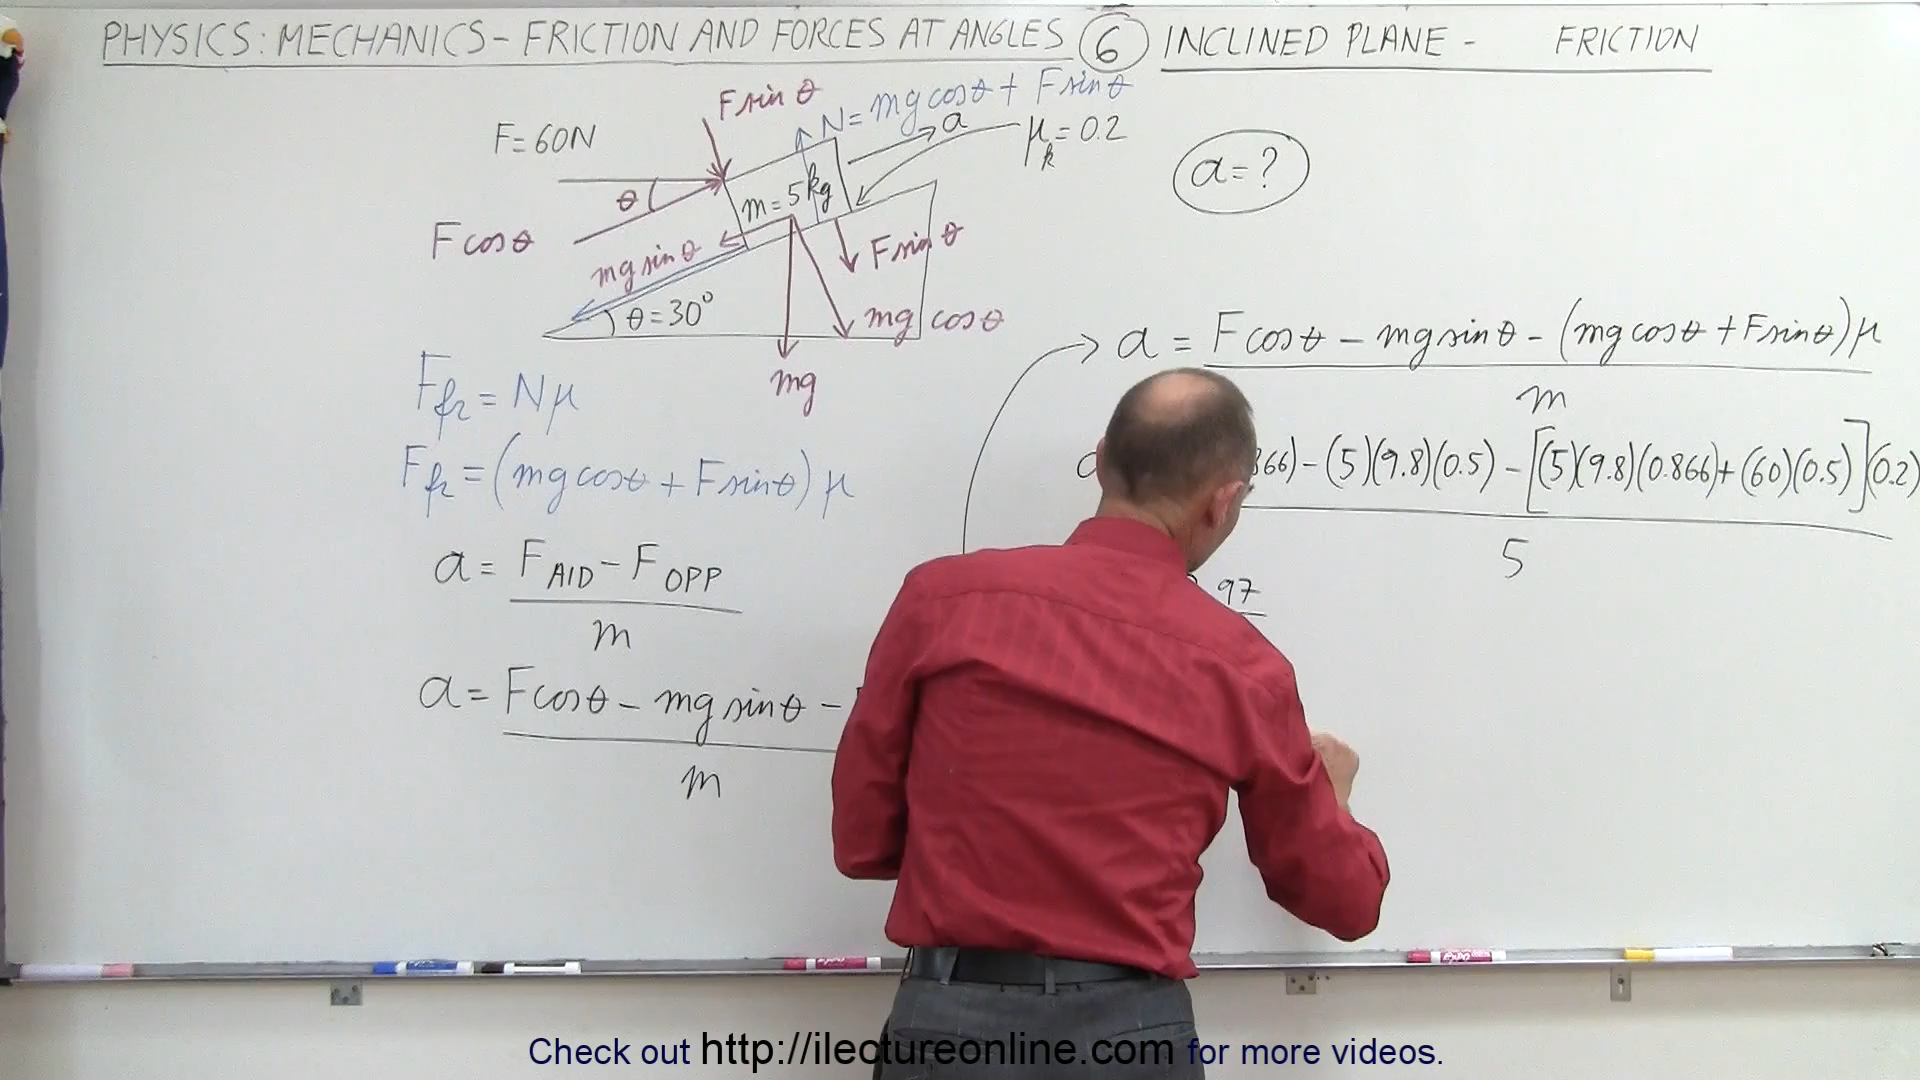 PHYSICS: MECHANICS - FRICTION AND FORCES AT ANGLES 6 INCLINED PLANE - FRICTION
F sin θ
N = mg cos θ + F sin θ
F = 60N
a
μk = 0.2
a = ?
θ
m = 5 kg
F cos θ
mg sin θ
F sin θ
θ = 30°
mg cos θ
mg
Ffr = Nμ
Ffr = (mg cos θ + F sin θ) μ
a = F AID - F OPP
m
a = F cos θ - mg sin θ -
m
a = F cos θ - mg sin θ - (mg cos θ + F sin θ) μ
m
866) - (5)(9.8)(0.5) - [(5)(9.8)(0.866) + (60)(0.5)](0.2)
5
97
Check out http://ilectureonline.com for more videos.